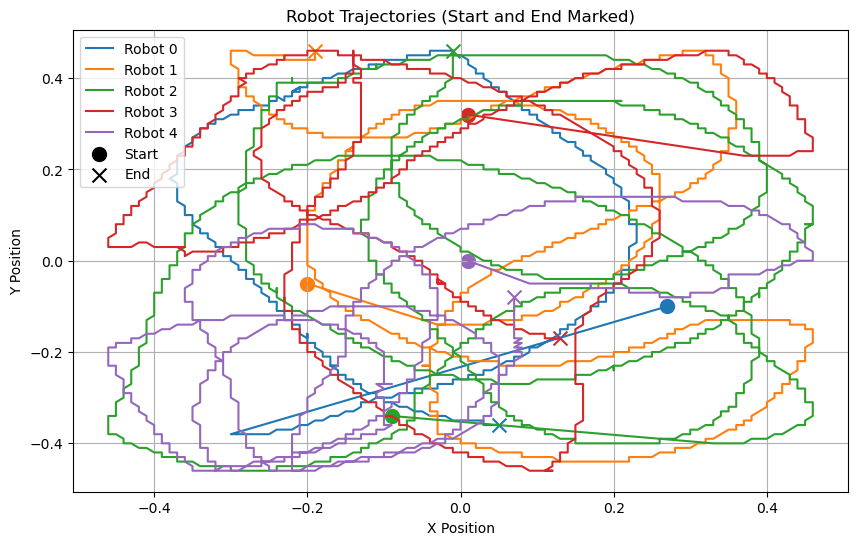 Robot Trajectories (Start and End Marked)
Robot 0
Robot 1
Robot 2
Robot 3
Robot 4
Start
End
Y Position
0.4
0.2
0.0
−0.2
−0.4
−0.4
−0.2
0.0
0.2
0.4
X Position